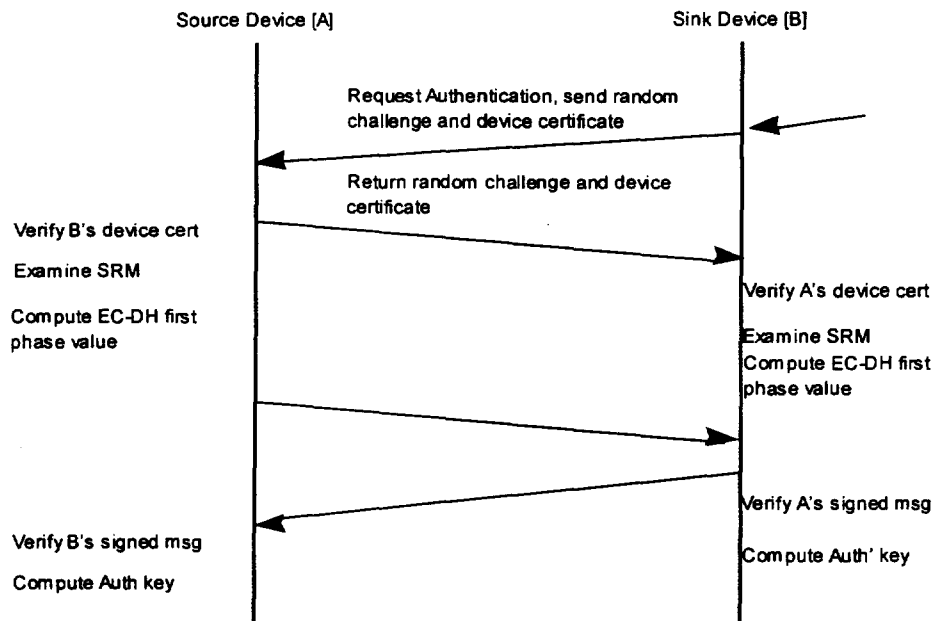 Source Device [A]
Sink Device [B]
Request Authentication, send random
challenge and device certificate
Return random challenge and device
certificate
Verify B's device cert
Examine SRM
Compute EC-DH first
phase value
Verify A's device cert
Examine SRM
Compute EC-DH first
phase value
Verify A's signed msg
Compute Auth' key
Verify B's signed msg
Compute Auth key